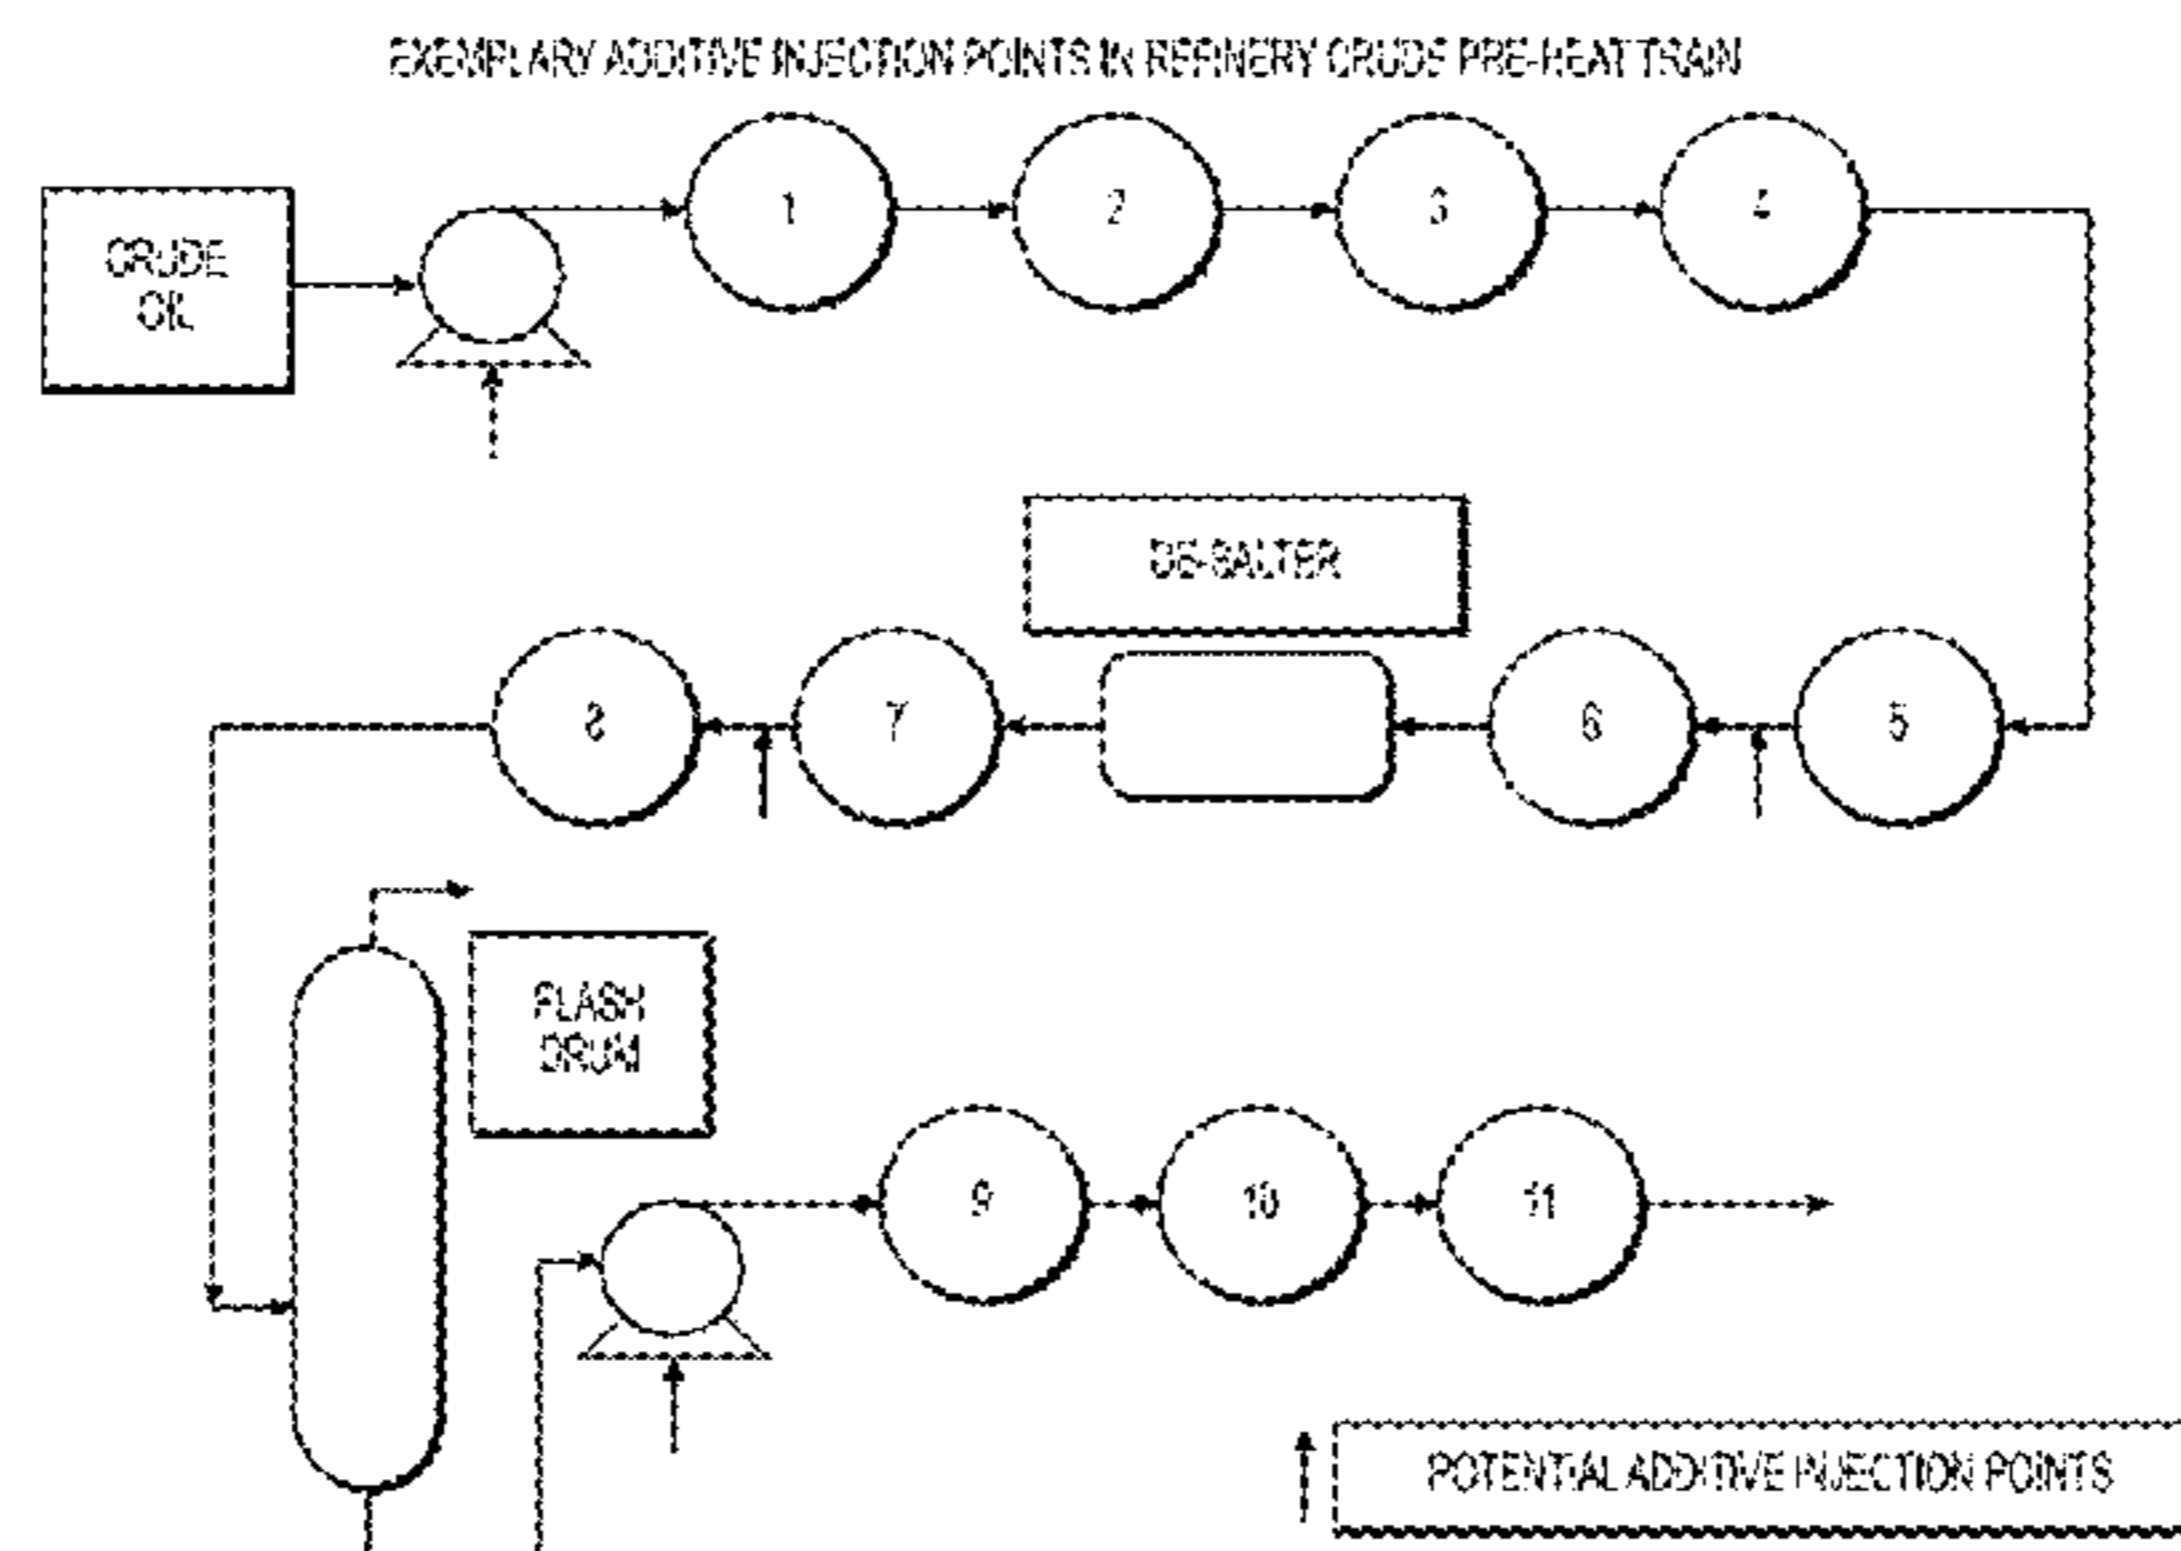 EXEMPLARY ADDITIVE INJECTION POINTS IN REFINERY CRUDE PRE-HEAT TRAIN
1
2
3
4
CRUDE
OIL
DE-SALTER
8
7
6
5
FLASH
DRUM
9
10
11
POTENTIAL ADDITIVE INJECTION POINTS